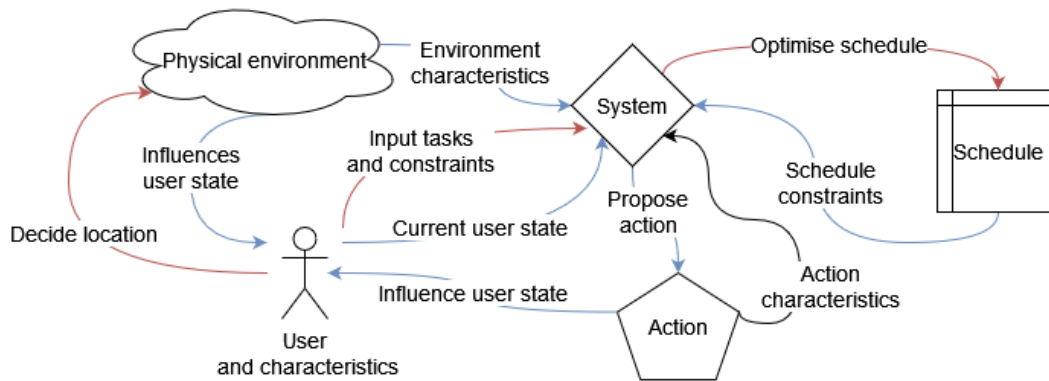 Physical environment
Environment
characteristics
Optimise schedule
System
Input tasks
and constraints
Influences
user state
Schedule
Schedule
constraints
Propose
action
Decide location
Current user state
Action
characteristics
Influence user state
Action
User
and characteristics